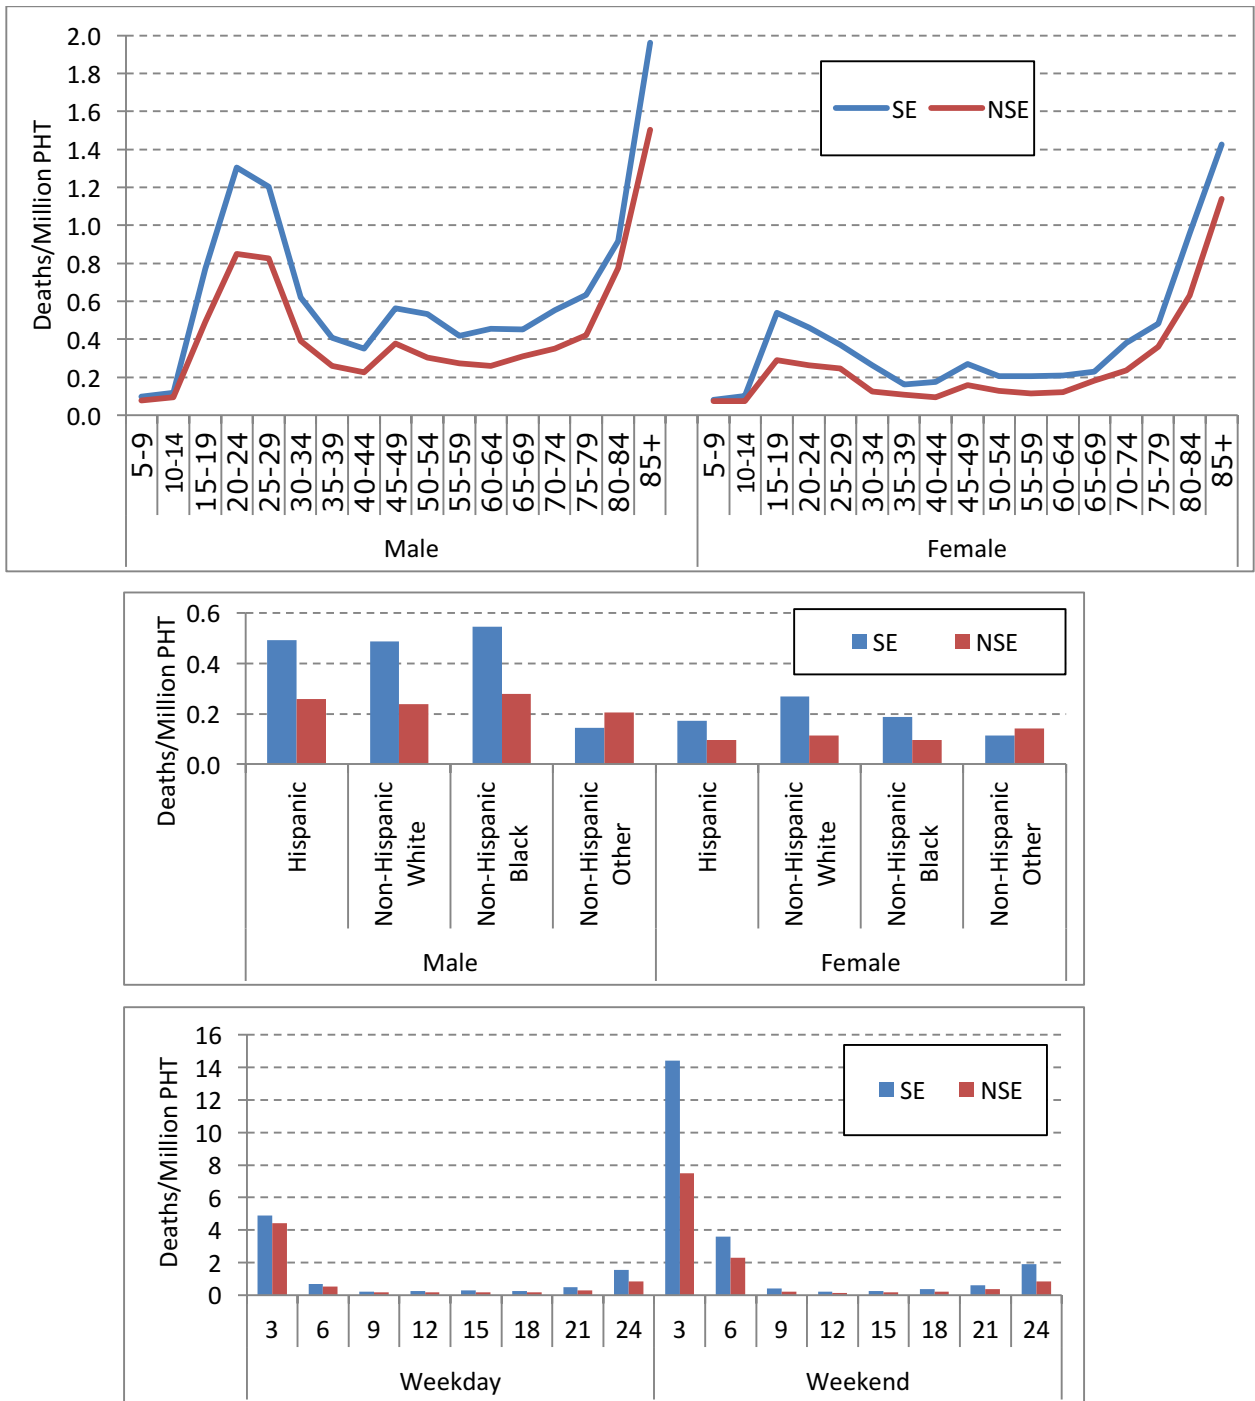 Deaths/Million PHT
2.0
1.8
1.6
1.4
1.2
1.0
0.8
0.6
0.4
0.2
0.0
SE NSE
5-9 10-14 15-19 20-24 25-29 30-34 35-39 40-44 45-49 50-54 55-59 60-64 65-69 70-74 75-79 80-84 85+ 5-9 10-14 15-19 20-24 25-29 30-34 35-39 40-44 45-49 50-54 55-59 60-64 65-69 70-74 75-79 80-84 85+
Male Female
Deaths/Million PHT
0.6
0.4
0.2
0.0
SE NSE
Hispanic
Non-Hispanic
White
Non-Hispanic
Black
Non-Hispanic
Other
Hispanic
Non-Hispanic
White
Non-Hispanic
Black
Non-Hispanic
Other
Male Female
Deaths/Million PHT
16
14
12
10
8
6
4
2
0
SE NSE
3 6 9 12 15 18 21 24 3 6 9 12 15 18 21 24
Weekday Weekend